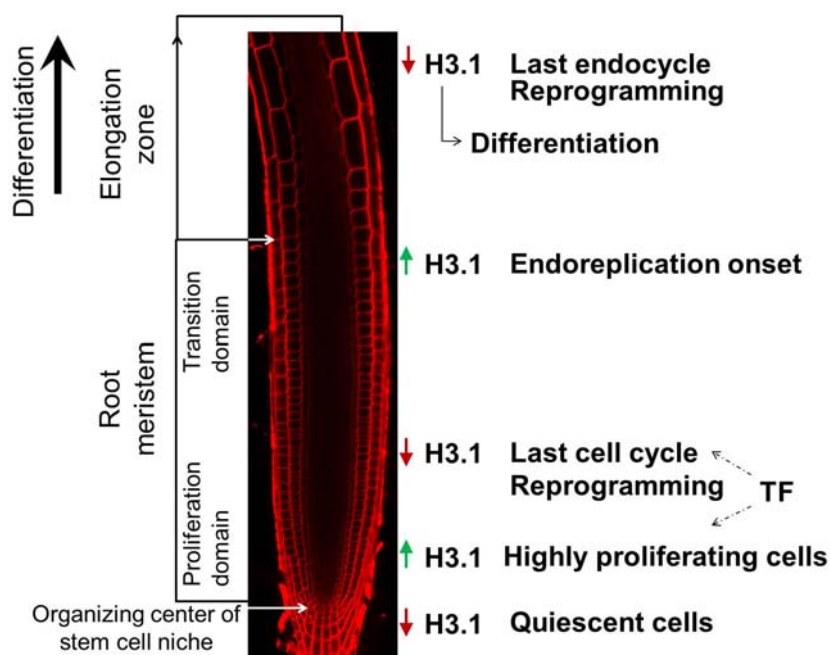 Differentiation
Elongation
zone
Root
meristem
Transition
domain
Proliferation
domain
Organizing center of
stem cell niche
H3.1 Last endocycle
Reprogramming
Differentiation
H3.1 Endoreplication onset
H3.1 Last cell cycle
Reprogramming
TF
H3.1 Highly proliferating cells
H3.1 Quiescent cells